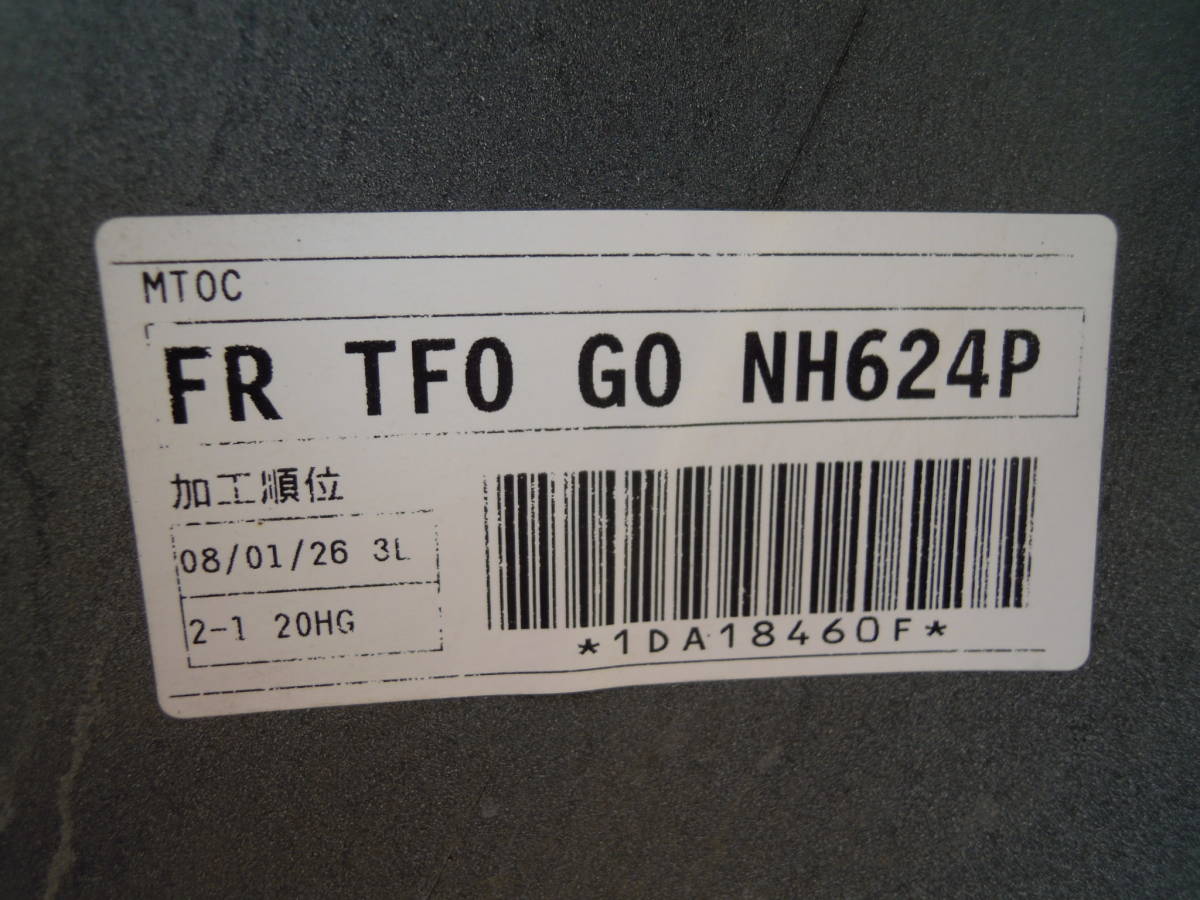 MTOC
FR TF0 G0 NH624P
加工順位
08/01/26 3L
2-1 20HG
*1DA18460F*